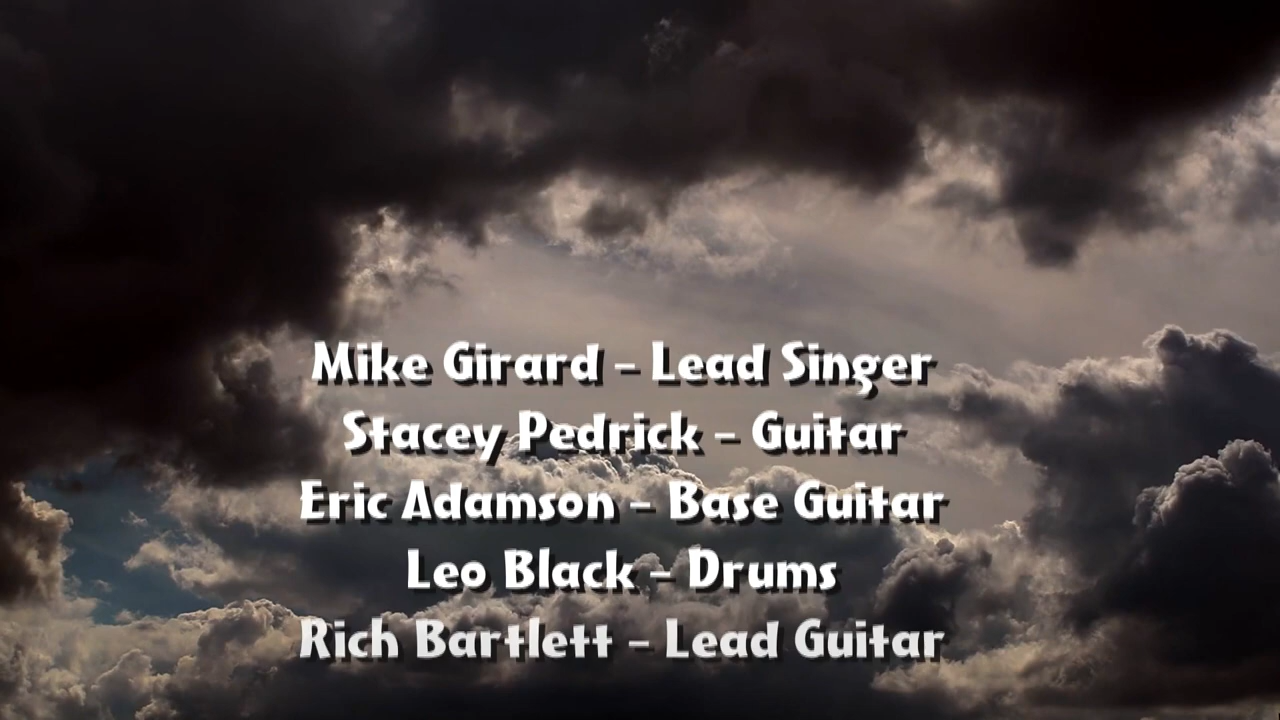 Mike Girard - Lead Singer
Stacey Pedrick - Guitar
Eric Adamson - Base Guitar
Leo Black - Drums
Rich Bartlett - Lead Guitar